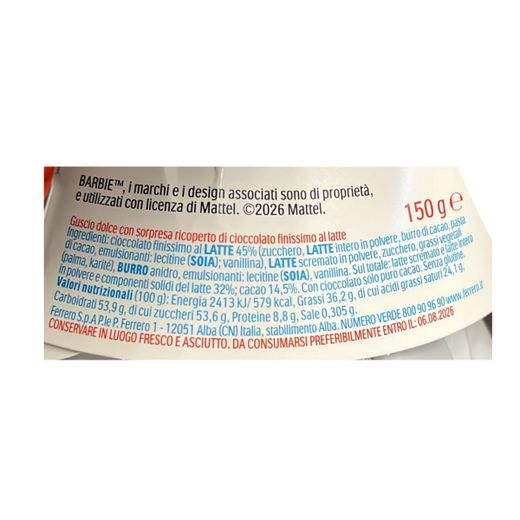 BARBIE™, i marchi e i design associati sono di proprietà,
e utilizzati con licenza di Mattel. ©2026 Mattel.
150 g ℮
Guscio dolce con sorpresa ricoperto di cioccolato finissimo al latte
Ingredienti: cioccolato finissimo al LATTE 45% (zucchero, LATTE intero in polvere, burro di cacao, pasta
di cacao, emulsionanti: lecitine (SOIA); vanillina), LATTE scremato in polvere, zucchero, grassi vegetali
(palma, karité), BURRO anidro, emulsionanti: lecitine (SOIA), vanillina. Sul totale: latte scremato e latte intero
in polvere e componenti solidi del latte 32%; cacao 14,5%. Con cioccolato solo puro cacao. Senza glutine.
Valori nutrizionali (100 g): Energia 2413 kJ/ 579 kcal, Grassi 36,2 g, di cui acidi grassi saturi 24,1 g,
Carboidrati 53,9 g, di cui zuccheri 53,6 g, Proteine 8,8 g, Sale 0,305 g.
Ferrero S.p.A. P.le P. Ferrero 1 - 12051 Alba (CN) Italia, stabilimento Alba. NUMERO VERDE 800 90 96 90 - www.ferrero.it
CONSERVARE IN LUOGO FRESCO E ASCIUTTO. DA CONSUMARSI PREFERIBILMENTE ENTRO IL: 06.08.2026